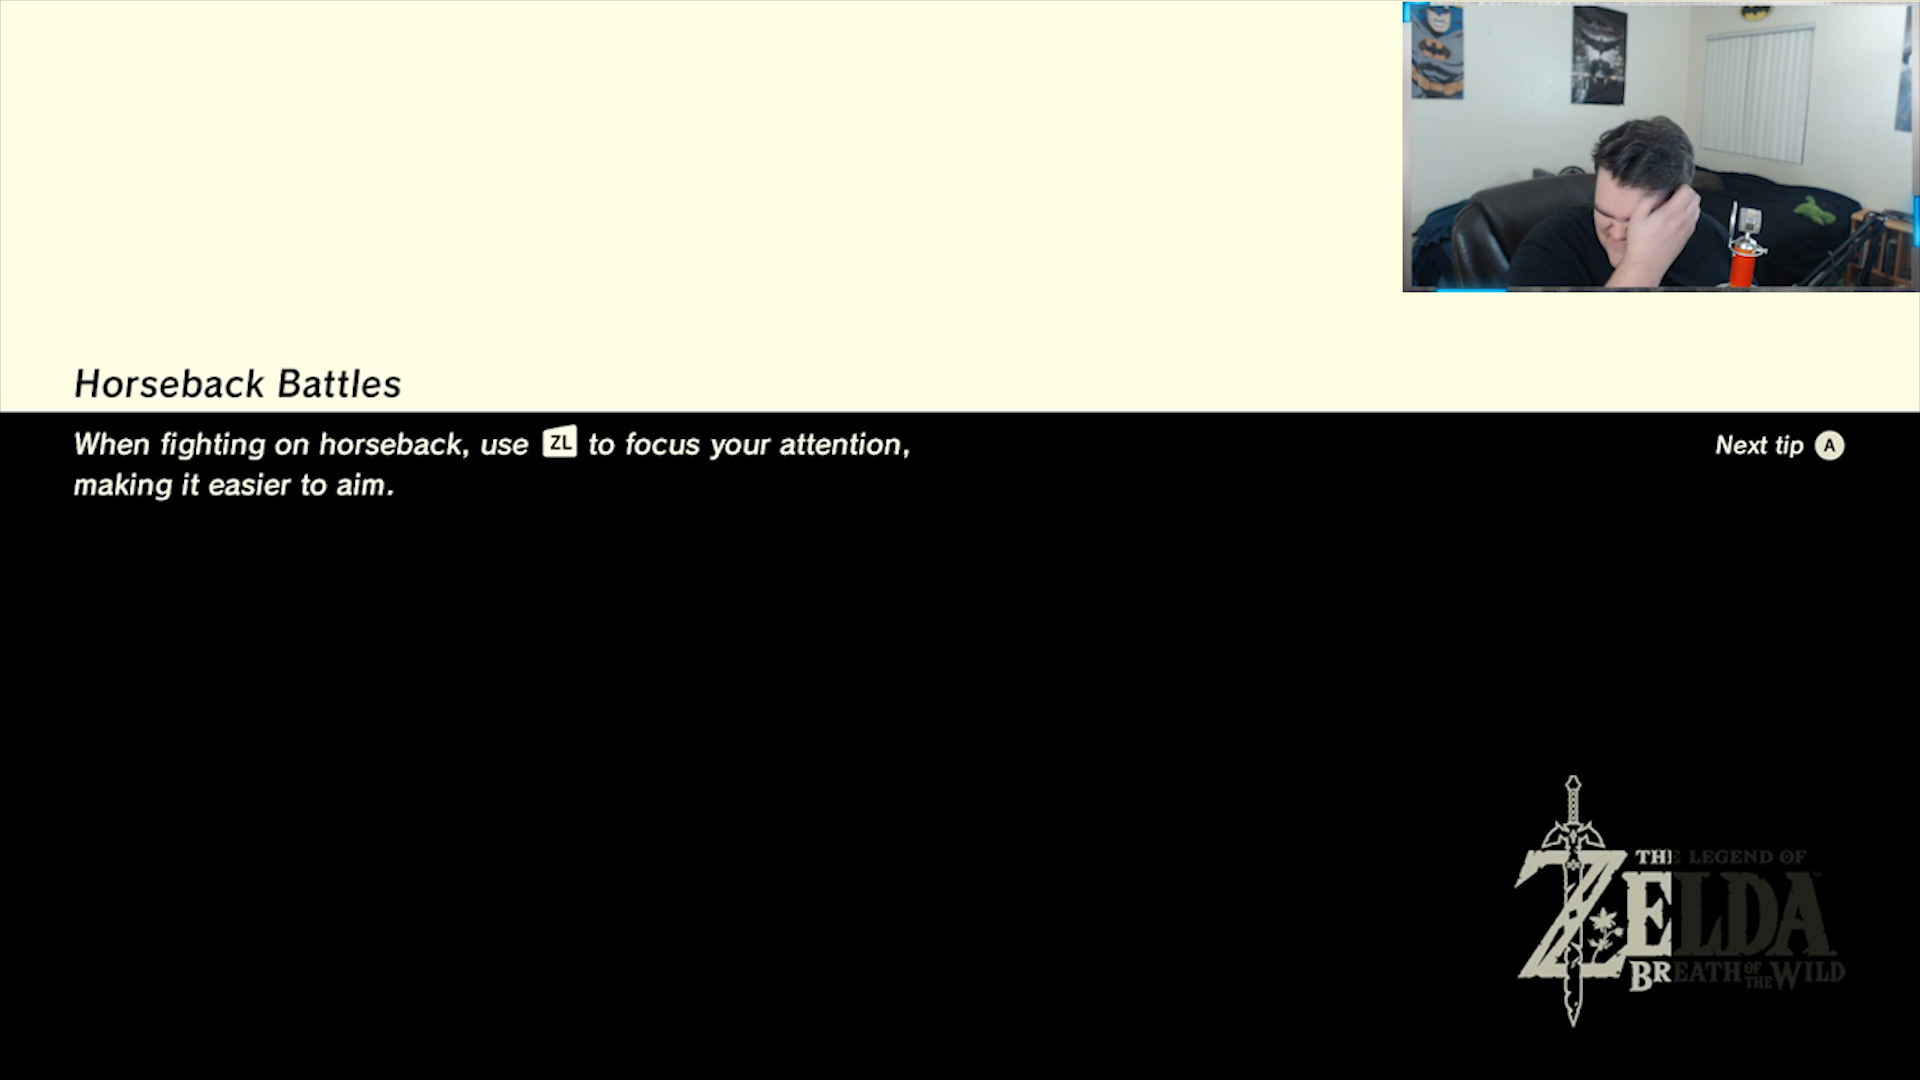 Horseback Battles
When fighting on horseback, use ZL to focus your attention,
making it easier to aim.
Next tip A
THE LEGEND OF
ZELDA
BREATH OF THE WILD